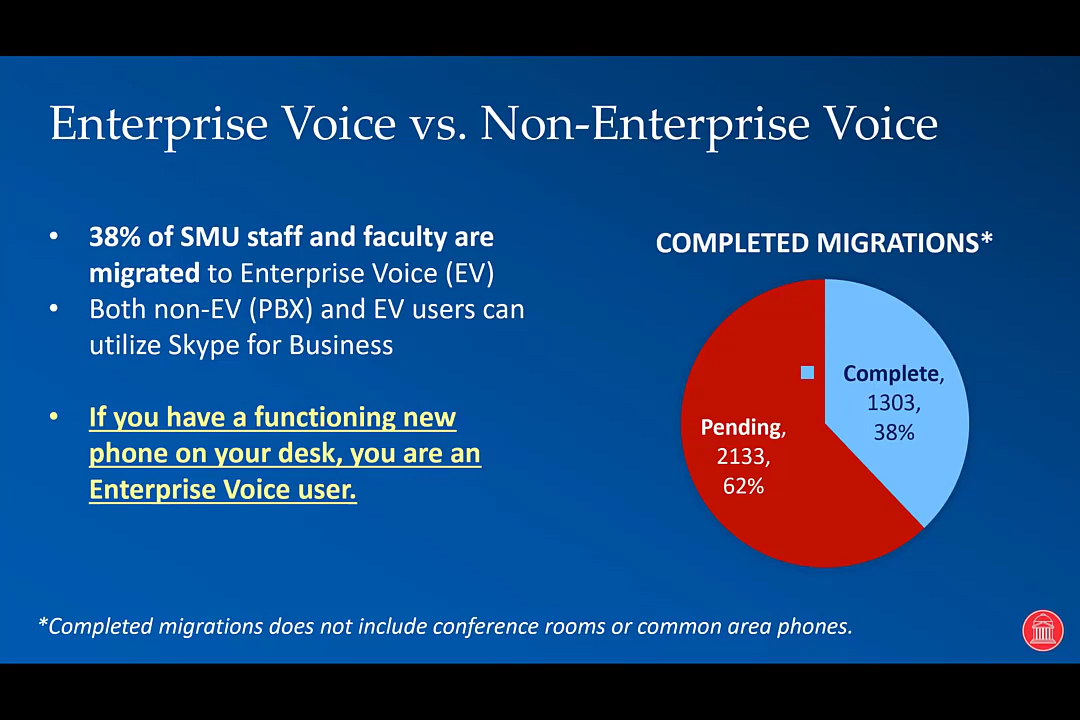 Enterprise Voice vs. Non-Enterprise Voice
• 38% of SMU staff and faculty are
migrated to Enterprise Voice (EV)
• Both non-EV (PBX) and EV users can
utilize Skype for Business
• If you have a functioning new
phone on your desk, you are an
Enterprise Voice user.
COMPLETED MIGRATIONS*
Complete,
1303,
38%
Pending,
2133,
62%
*Completed migrations does not include conference rooms or common area phones.